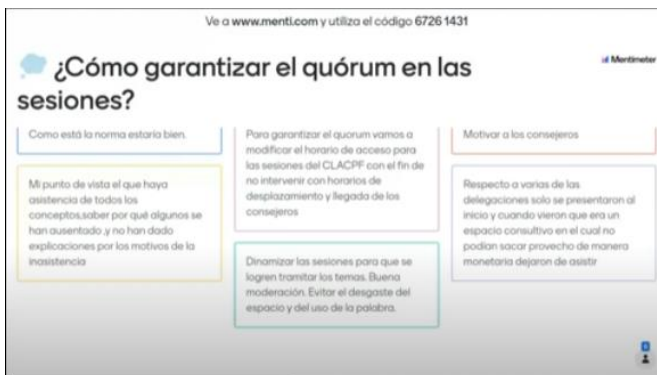 Ve a www.menti.com y utiliza el código 6726 1431
¿Cómo garantizar el quórum en las
sesiones?
Mentimeter
Como está la norma estaría bien.
Mi punto de vista el que haya
asistencia de todos los
conceptos,saber por qué algunos se
han ausentado ,y no han dado
explicaciones por los motivos de la
inasistencia
Para garantizar el quorum vamos a
modificar el horario de acceso para
las sesiones del CLACPF con el fin de
no intervenir con horarios de
desplazamiento y llegada de los
consejeros
Dinamizar las sesiones para que se
logren tramitar los temas. Buena
moderación. Evitar el desgaste del
espacio y del uso de la palabra.
Motivar a los consejeros
Respecto a varias de las
delegaciones solo se presentaron al
inicio y cuando vieron que era un
espacio consultivo en el cual no
podían sacar provecho de manera
monetaria dejaron de asistir